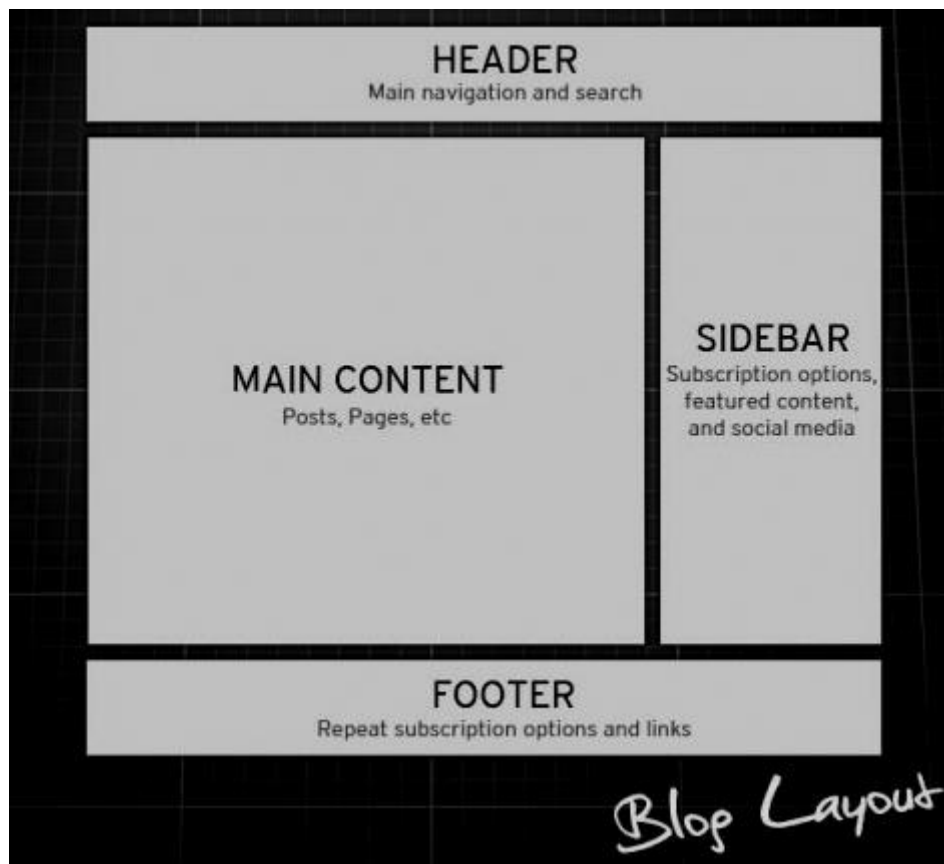 HEADER
Main navigation and search
MAIN CONTENT
Posts, Pages, etc
SIDEBAR
Subscription options,
featured content,
and social media
FOOTER
Repeat subscription options and links
Blog Layout